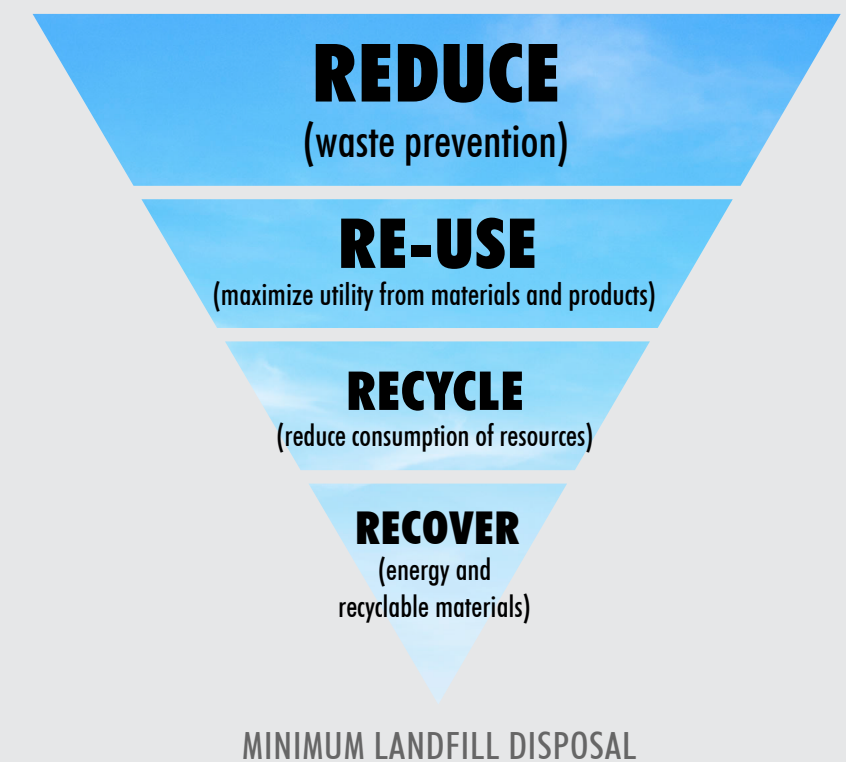 REDUCE
(waste prevention)
RE-USE
(maximize utility from materials and products)
RECYCLE
(reduce consumption of resources)
RECOVER
(energy and
recyclable materials)
MINIMUM LANDFILL DISPOSAL